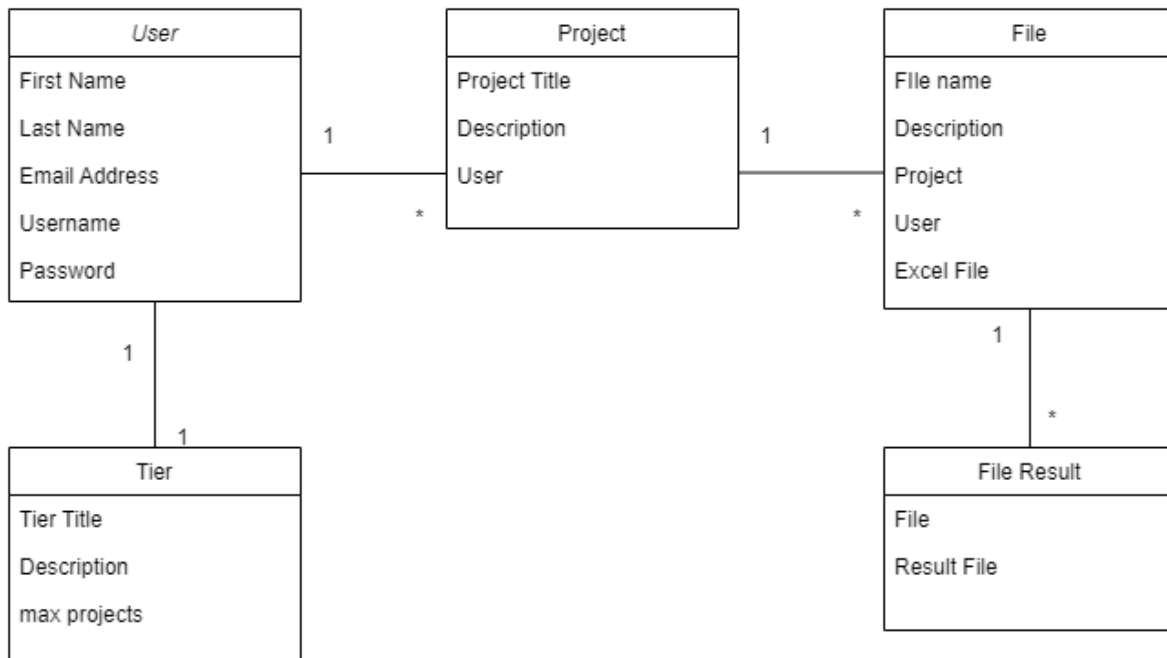 User
First Name
Last Name
Email Address
Username
Password
1
*
Project
Project Title
Description
User
1
*
File
FIle name
Description
Project
User
Excel File
1
1
Tier
Tier Title
Description
max projects
1
*
File Result
File
Result File